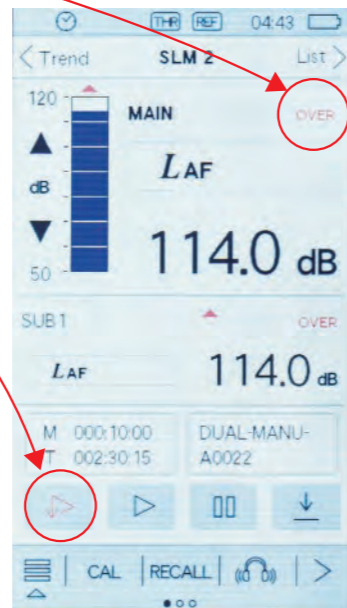 THR REF 04:43
Trend SLM 2 List
120
MAIN OVER
LAF
dB
114.0 dB
50
SUB 1 OVER
LAF 114.0 dB
M 000:10:00 DUAL-MANU-
T 002:30:15 A0022
CAL RECALL